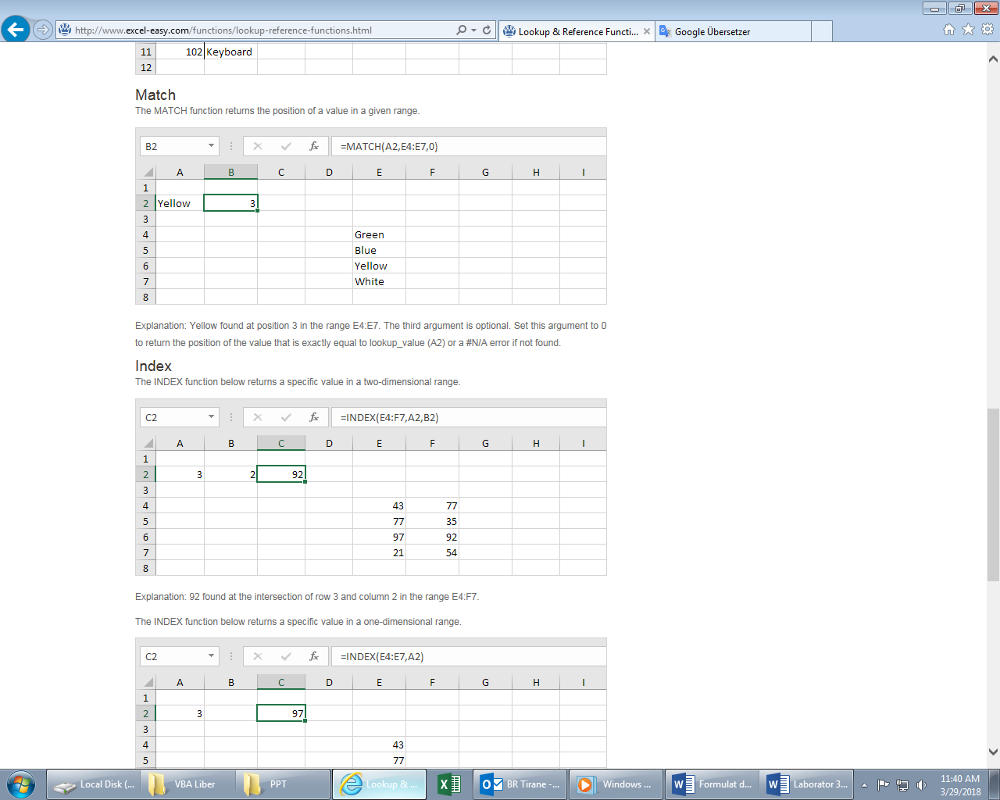 http://www.excel-easy.com/functions/lookup-reference-functions.html
Lookup & Reference Functi...
Google Übersetzer
11 102 Keyboard
12
Match
The MATCH function returns the position of a value in a given range.
B2 fx =MATCH(A2,E4:E7,0)
A B C D E F G H I
1
2 Yellow 3
3
4 Green
5 Blue
6 Yellow
7 White
8
Explanation: Yellow found at position 3 in the range E4:E7. The third argument is optional. Set this argument to 0
to return the position of the value that is exactly equal to lookup_value (A2) or a #N/A error if not found.
Index
The INDEX function below returns a specific value in a two-dimensional range.
C2 fx =INDEX(E4:F7,A2,B2)
A B C D E F G H I
1
2 3 2 92
3
4 43 77
5 77 35
6 97 92
7 21 54
8
Explanation: 92 found at the intersection of row 3 and column 2 in the range E4:F7.
The INDEX function below returns a specific value in a one-dimensional range.
C2 fx =INDEX(E4:E7,A2)
A B C D E F G H I
1
2 3 97
3
4 43
5 77
Local Disk (...
VBA Liber
PPT
Lookup & ...
BR Tirane -...
Windows ...
Formulat d...
Laborator 3...
11:40 AM
3/29/2018